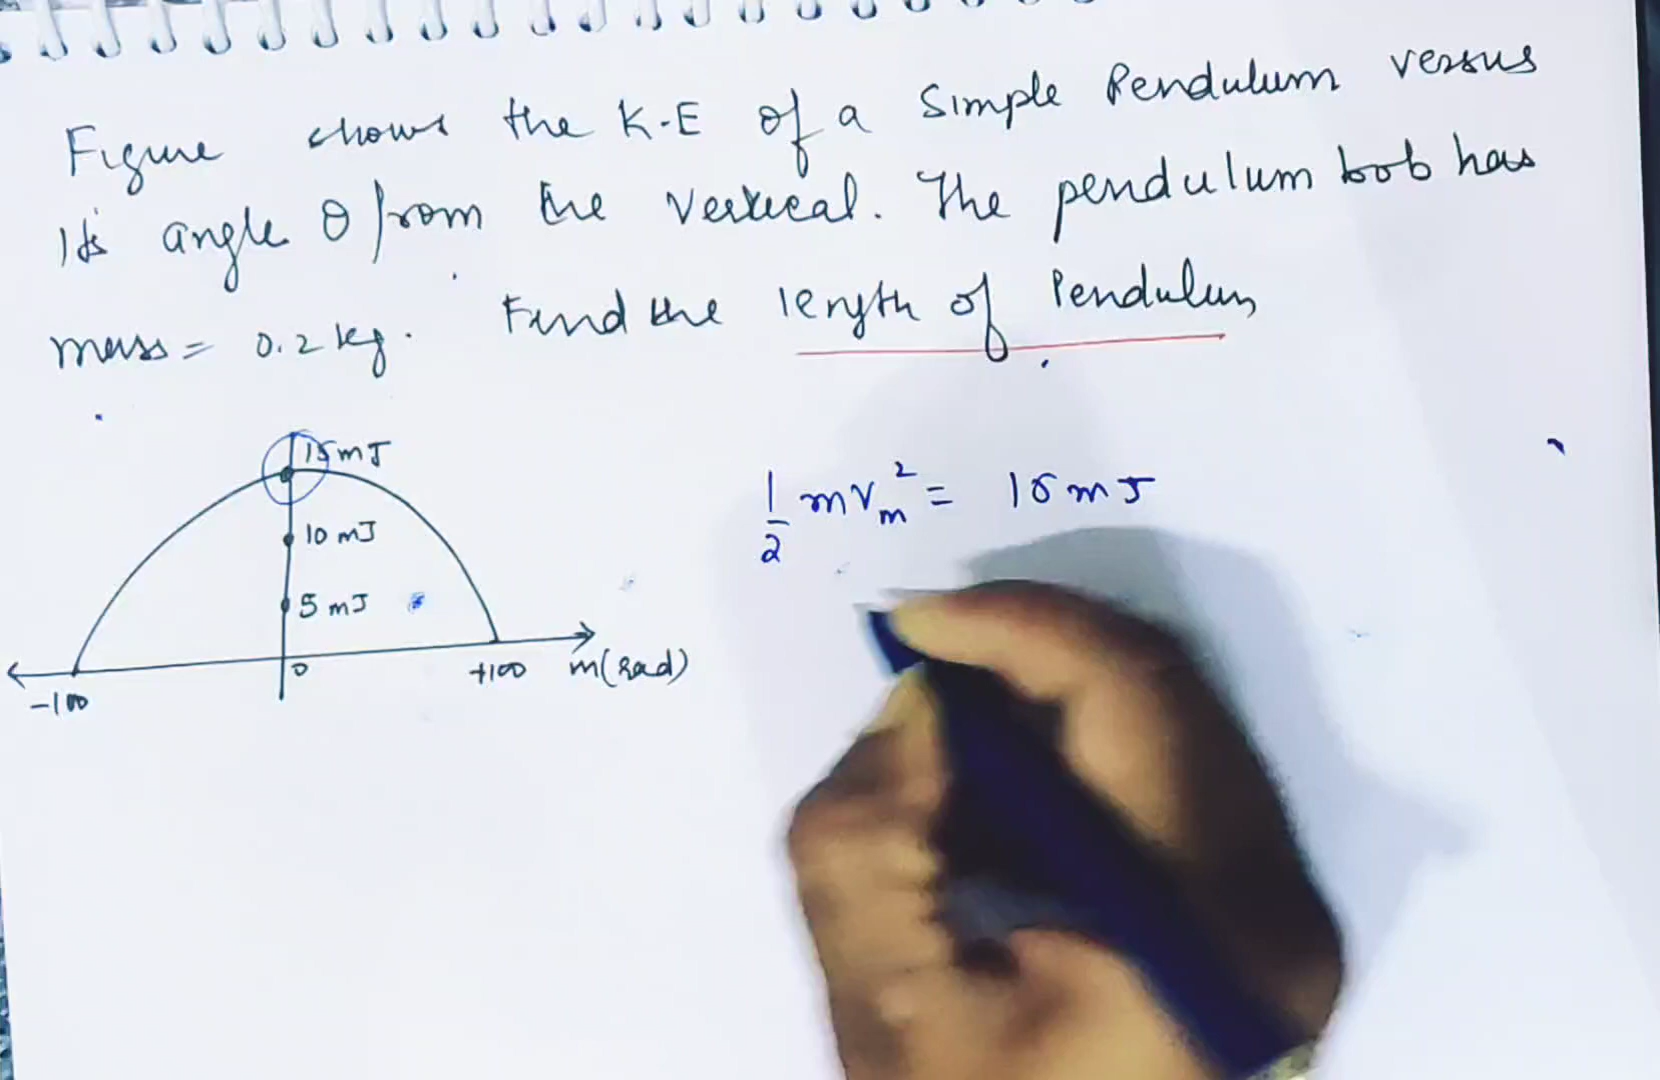 Figure shows the K-E of a Simple Pendulum versus
Its angle θ from the vertical. The pendulum bob has
mass = 0.2 kg. Find the length of Pendulum
15 mJ
10 mJ
5 mJ
0
-100
+100
m(rad)
1/2 mv_m^2 = 15 mJ